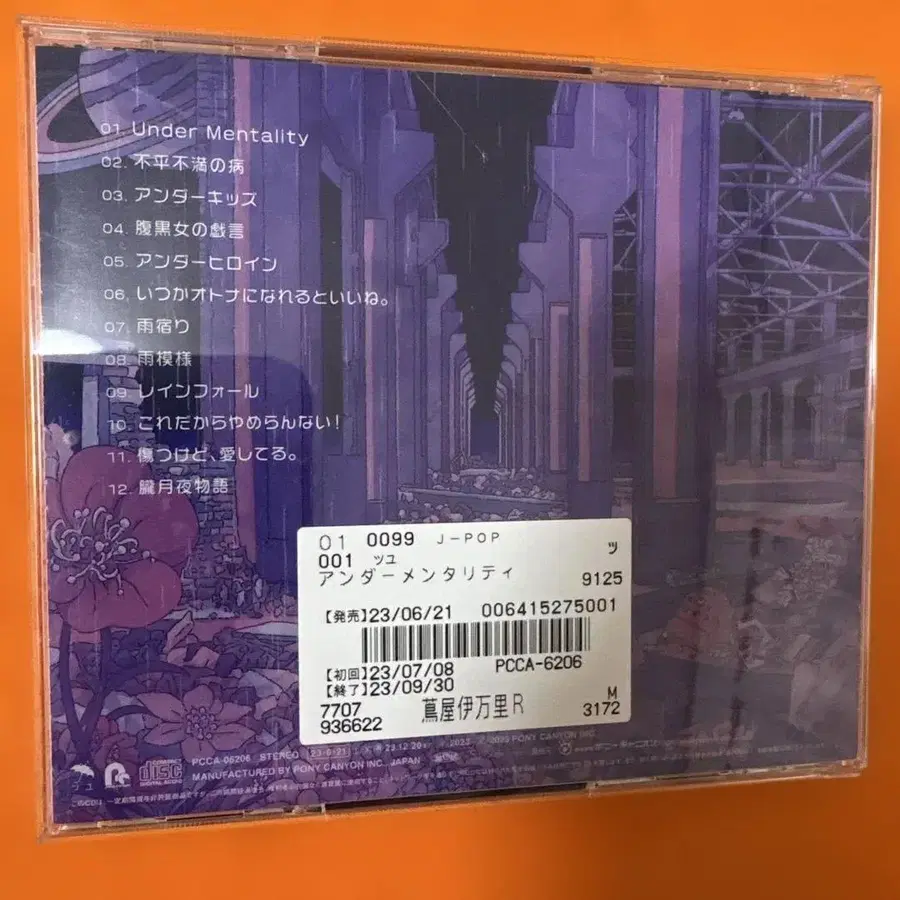 01 Under Mentality
02. 不平不満の病
03. アンダーキッズ
04 腹黒女の戯言
05. アンダーヒロイン
06. いつかオトナになれるといいね。
07. 雨宿り
08. 雨模様
09. レインフォール
10. これだからやめらんない!
11. 傷つけど、愛してる。
12. 朧月夜物語
01 0099 J-POP
001 ツユ ツ
アンダーメンタリティ 9125
【発売】23/06/21 006415275001
【初回】23/07/08 PCCA-6206
【終了】23/09/30
7707 蔦屋伊万里R M
936622 3172
PCCA-06206 STEREO
COMPACT disc DIGITAL AUDIO
MANUFACTURED BY PONY CANYON INC., JAPAN
ツユ